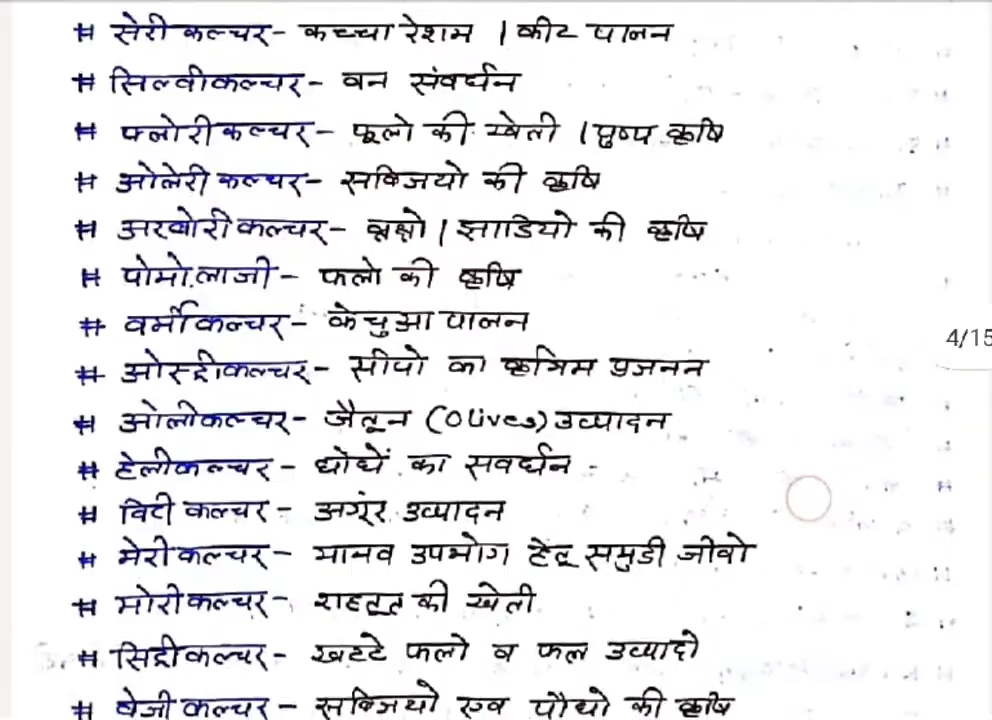 # सेरीकल्चर- कच्चा रेशम / कीट पालन
# सिल्वीकल्चर- वन संवर्धन
# फ्लोरीकल्चर- फूलो की खेती / पुष्प कृषि
# ओलेरीकल्चर- सब्जियो की कृषि
# अरबोरीकल्चर- व्रक्षो / झाडियो की कृषि
# पोमोलाजी- फलो की कृषि
# वर्मीकल्चर- केचुआ पालन
# ओस्ट्रीकल्चर- सीपो का कृत्रिम प्रजनन
4/15
# ओलीकल्चर- जैतून (Olives) उत्पादन
# हेलीकल्चर- घोघें का सवर्धन
# विटीकल्चर- अगूंर उत्पादन
# मेरीकल्चर- मानव उपभोग हेतू समुद्री जीवो
# मोरीकल्चर- शहतूत की खेती
# सिट्रीकल्चर- खटटे फलो व फल उत्पादो
# वेजीकल्चर- सब्जियो एव पौधो की कृषि